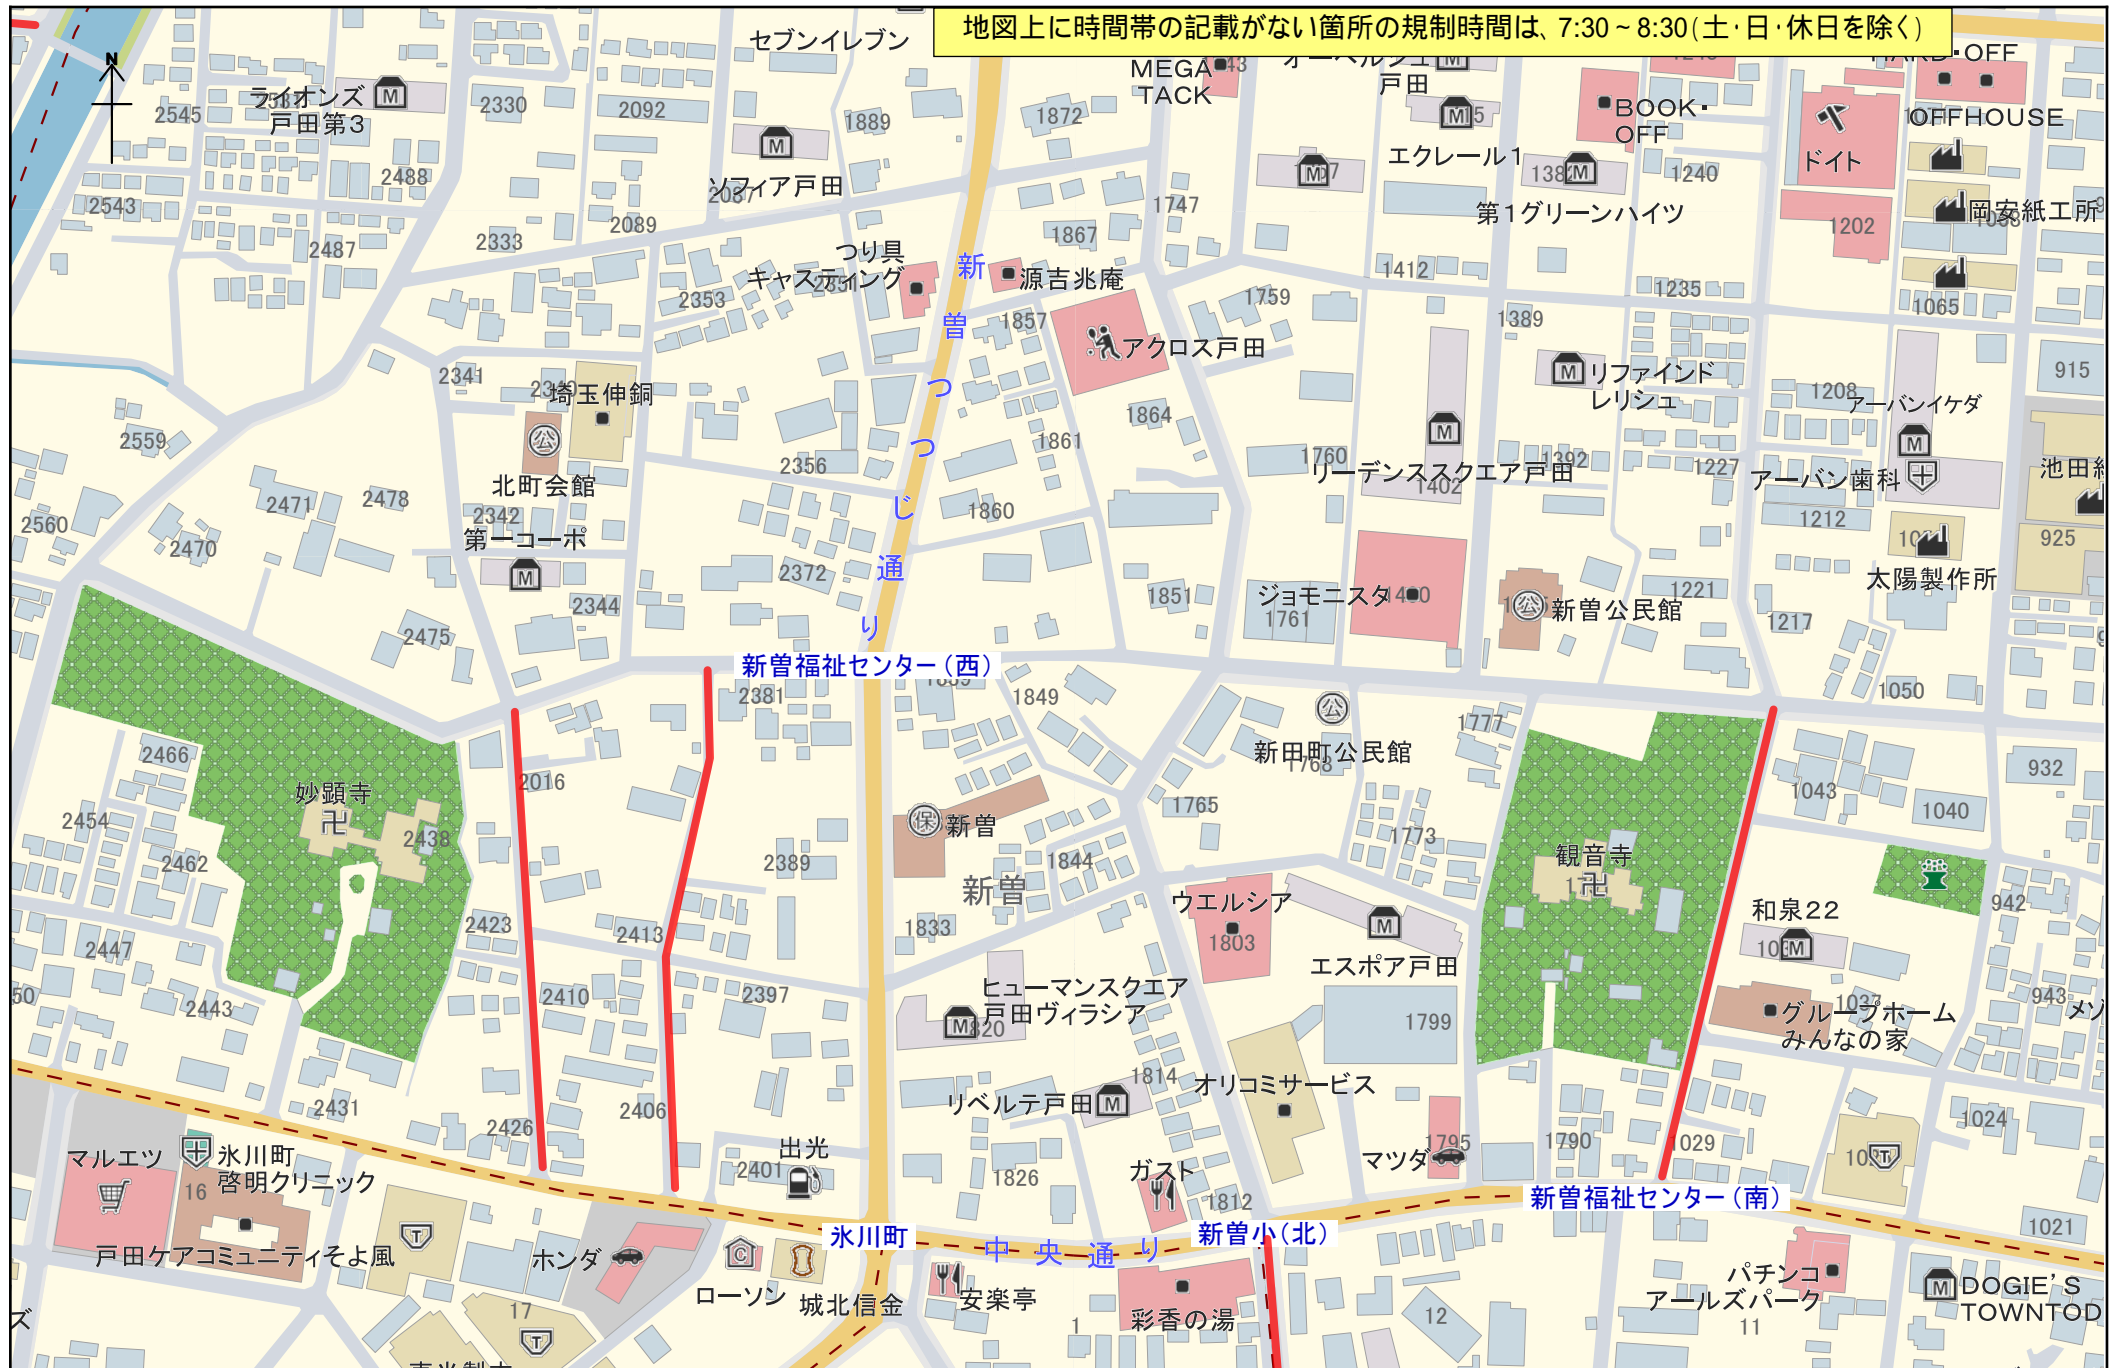 地図上に時間帯の記載がない箇所の規制時間は、7:30～8:30(土・日・休日を除く)
セブンイレブン
MEGA
TACK
戸田
OFF
BOOK・
OFF
OFFHOUSE
ドイト
N
ライオンズ
戸田第3
2545
2330
2092
1889
1872
エクレール1
1240
岡安紙工所
2488
ソフィア戸田
2087
2543
2487
2333
2089
1747
第1グリーンハイツ
1202
つり具
キャスティング
1867
源吉兆庵
2353
1857
1759
1412
1389
1235
1065
アクロス戸田
2341
埼玉伸銅
リファインド
レリシュ
1208
アーバンイケダ
915
2559
北町会館
2356
1861
1864
1760
リーデンススクエア戸田
1402
1392
1227
アーバン歯科
2471
2478
2342
第一コーポ
1860
1212
925
2560
2470
2372
1851
ジョモニスタ
1761
新曽公民館
1221
太陽製作所
2344
2475
1217
新曽つつじ通り
新曽福祉センター(西)
2381
1849
1777
1050
2466
2016
新田町公民館
1768
932
妙顕寺
2438
1765
1043
1040
2454
新曽
1773
2462
2389
1844
観音寺
新曽
ウエルシア
1803
和泉22
942
2423
2413
1833
2447
エスポア戸田
2443
2410
2397
ヒューマンスクエア
戸田ヴィラシア
1799
グループホーム
みんなの家
1037
943
1814
オリコミサービス
リベルテ戸田
2431
2426
2406
1795
1790
1029
1024
マルエツ
氷川町
啓明クリニック
16
出光
2401
1826
ガスト
1812
マツダ
新曽福祉センター(南)
1021
戸田ケアコミュニティそよ風
ホンダ
氷川町
中央通り
新曽小(北)
ローソン
城北信金
安楽亭
彩香の湯
パチンコ
アールズパーク
11
DOGIE'S
TOWNTOD
17
1
12